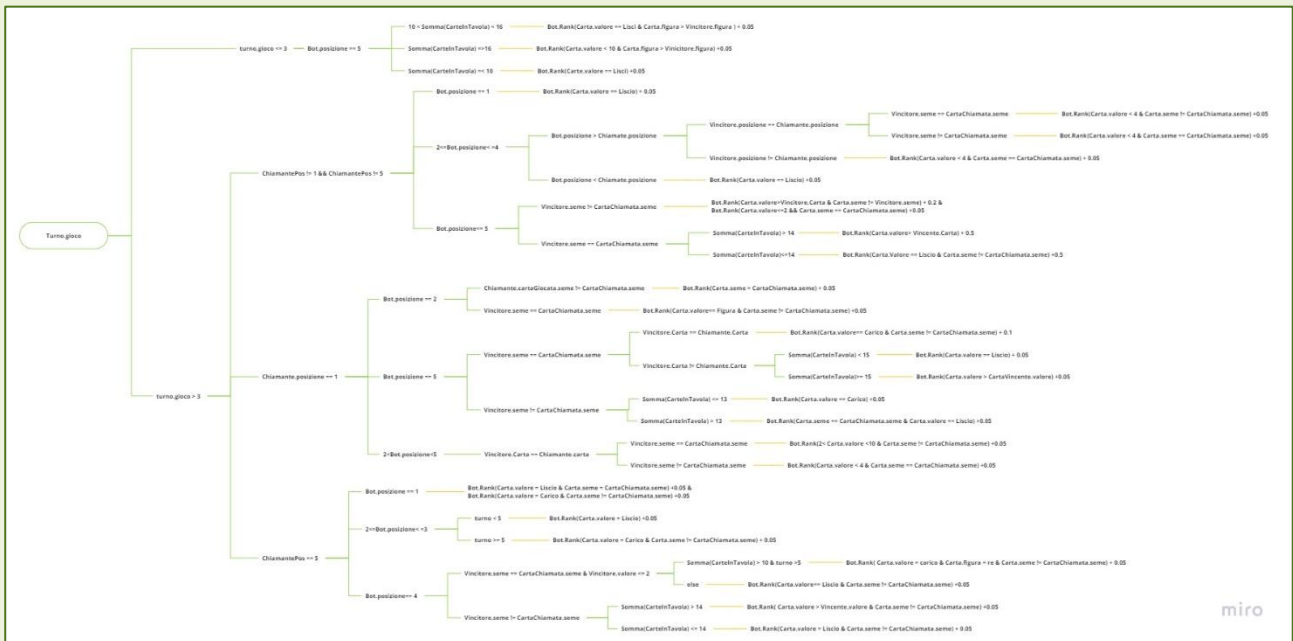 Turno.gioco
turno.gioco <= 3
Bot.posizione == 5
10 < Somma(CarteInTavola) < 16
Bot.Rank(Carta.valore == Lisci & Carta.figura > Vincitore.figura ) + 0.05
Somma(CarteInTavola) =>16
Bot.Rank(Carta.valore < 10 & Carta.figura > Vinicitore.figura) +0.05
Somma(CarteInTavola) =< 10
Bot.Rank(Carte.valore == Lisci) +0.05
turno.gioco > 3
ChiamantePos != 1 && ChiamantePos != 5
Bot.posizione == 1
Bot.Rank(Carta.valore == Liscio) + 0.05
2=<Bot.posizione< =4
Bot.posizione > Chiamate.posizione
Vincitore.posizione == Chiamante.posizione
Vincitore.seme == CartaChiamata.seme
Bot.Rank(Carta.valore < 4 & Carta.seme != CartaChiamata.seme) +0.05
Vincitore.seme != CartaChiamata.seme
Bot.Rank(Carta.valore < 4 & Carta.seme == CartaChiamata.seme) +0.05
Vincitore.posizione != Chiamante.posizione
Bot.Rank(Carta.valore < 4 & Carta.seme == CartaChiamata.seme) + 0.05
Bot.posizione < Chiamate.posizione
Bot.Rank(Carta.valore == Liscio) +0.05
Bot.posizione== 5
Vincitore.seme != CartaChiamata.seme
Bot.Rank(Carta.valore>Vincitore.Carta & Carta.seme != Vincitore.seme) + 0.2 &
Bot.Rank(Carta.valore<=2 && Carta.seme == CartaChiamata.seme) +0.05
Vincitore.seme == CartaChiamata.seme
Somma(CarteInTavola) > 14
Bot.Rank(Carta.valore> Vincente.Carta) + 0.5
Somma(CarteInTavola)<=14
Bot.Rank(Carta.Valore == Liscio & Carta.seme != CartaChiamata.seme) +0.5
Chiamante.posizione == 1
Bot.posizione == 2
Chiamante.cartaGiocata.seme != CartaChiamata.seme
Bot.Rank(Carta.seme = CartaChiamata.seme) + 0.05
Vincitore.seme == CartaChiamata.seme
Bot.Rank(Carta.valore== Figura & Carta.seme != CartaChiamata.seme) +0.05
Bot.posizione == 5
Vincitore.seme == CartaChiamata.seme
Vincitore.Carta == Chiamante.Carta
Bot.Rank(Carta.valore== Carico & Carta.seme != CartaChiamata.seme) + 0.1
Vincitore.Carta != Chiamante.Carta
Somma(CarteInTavola) < 15
Bot.Rank(Carta.valore == Liscio) + 0.05
Somma(CarteInTavola)>= 15
Bot.Rank(Carta.valore > CartaVincente.valore) +0.05
Vincitore.seme != CartaChiamata.seme
Somma(CarteInTavola) <= 13
Bot.Rank(Carta.valore == Carico) +0.05
Somma(CarteInTavola) > 13
Bot.Rank(Carta.seme == CartaChiamata.seme & Carta.valore == Liscio) +0.05
2<Bot.posizione<5
Vincitore.Carta == Chiamante.carta
Vincitore.seme == CartaChiamata.seme
Bot.Rank(2< Carta.valore <10 & Carta.seme != CartaChiamata.seme) +0.05
Vincitore.seme != CartaChiamata.seme
Bot.Rank(Carta.valore < 4 & Carta.seme == CartaChiamata.seme) +0.05
ChiamantePos == 5
Bot.posizione == 1
Bot.Rank(Carta.valore = Liscio & Carta.seme = CartaChiamata.seme) +0.05 &
Bot.Rank(Carta.valore = Carico & Carta.seme != CartaChiamata.seme) +0.05
2=<Bot.posizione< =3
turno < 5
Bot.Rank(Carta.valore = Liscio) +0.05
turno >= 5
Bot.Rank(Carta.valore = Carico & Carta.seme != CartaChiamata.seme) + 0.05
Bot.posizione== 4
Vincitore.seme == CartaChiamata.seme & Vincitore.valore <= 2
Somma(CarteInTavola) > 10 & turno >5
Bot.Rank( Carta.valore = carico & Carta.figura = re & Carta.seme != CartaChiamata.seme) + 0.05
else
Bot.Rank(Carta.valore== Liscio & Carta.seme != CartaChiamata.seme) +0.05
Vincitore.seme != CartaChiamata.seme
Somma(CarteInTavola) > 14
Bot.Rank( Carta.valore > Vincente.valore & Carta.seme != CartaChiamata.seme) +0.05
Somma(CarteInTavola) <= 14
Bot.Rank(Carta.valore = Liscio & Carta.seme != CartaChiamata.seme) + 0.05
miro